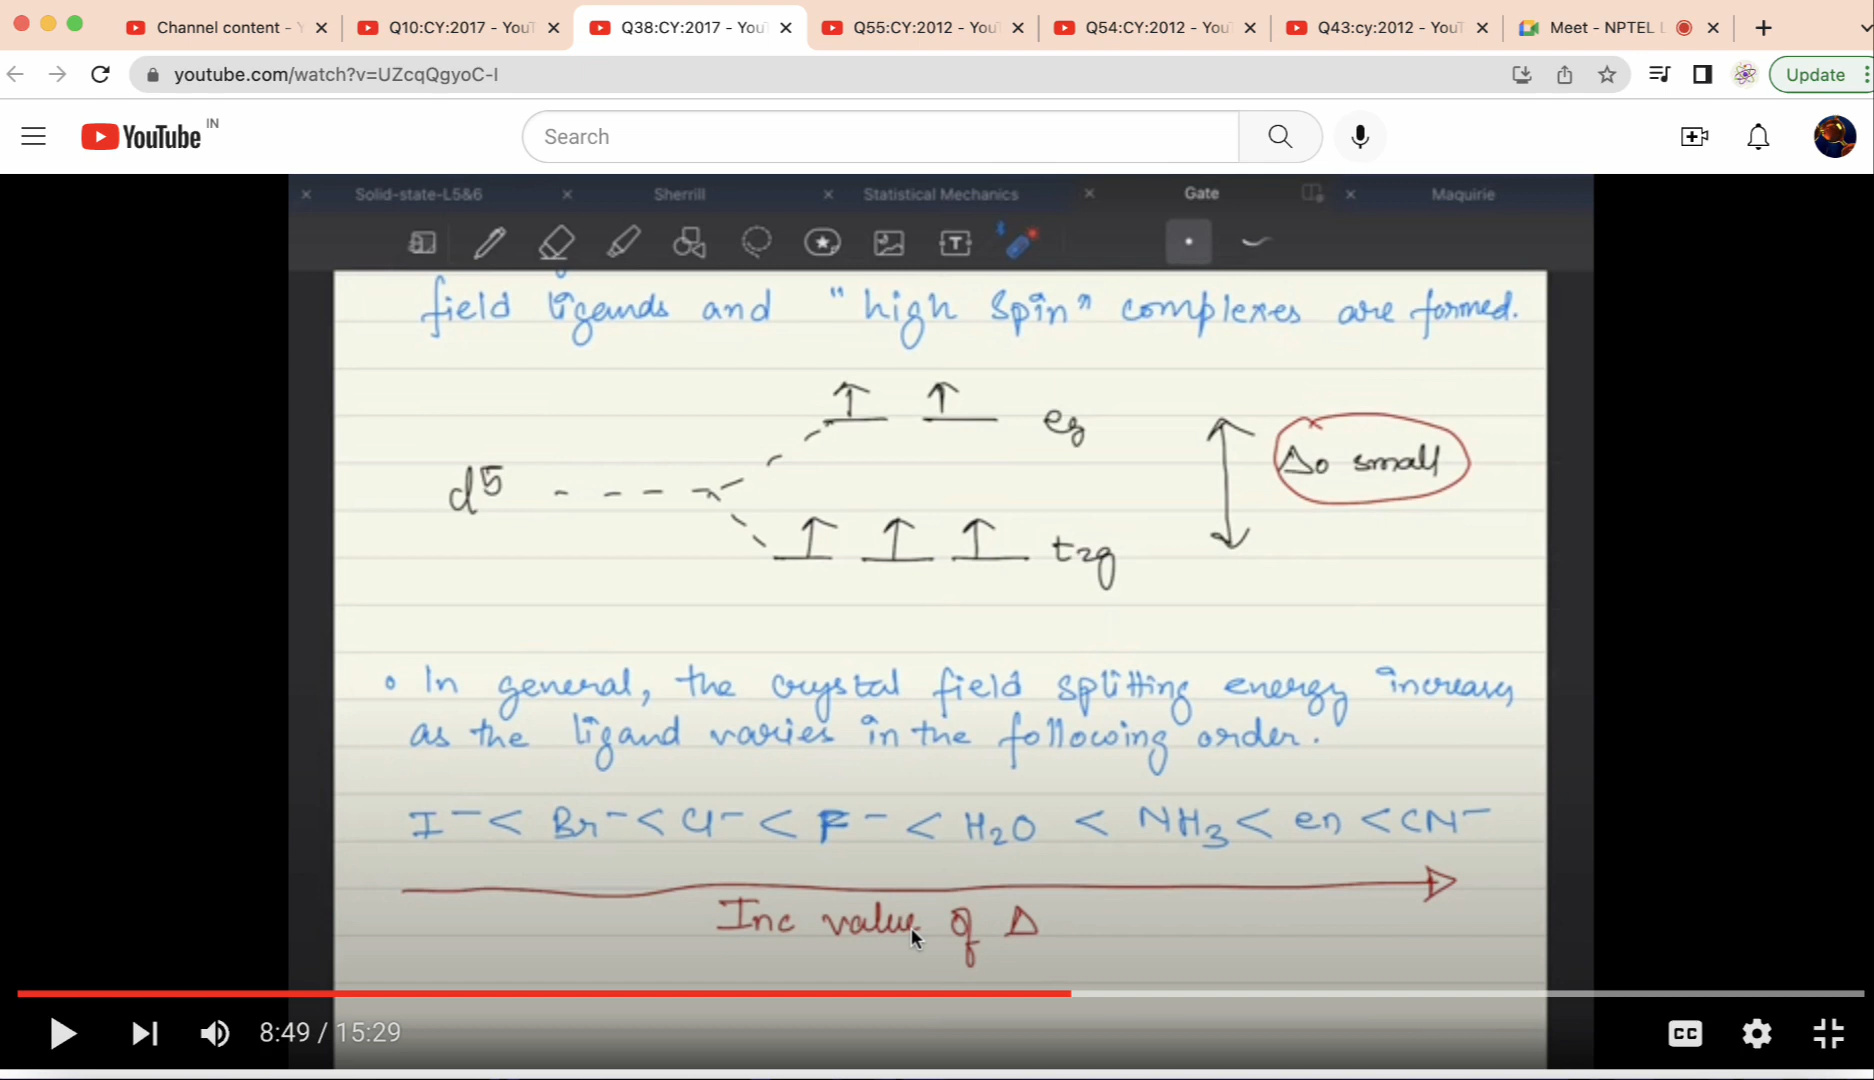 Channel content - Y
Q10:CY:2017 - YouT
Q38:CY:2017 - YouT
Q55:CY:2012 - YouT
Q54:CY:2012 - YouT
Q43:cy:2012 - YouT
Meet - NPTEL L
youtube.com/watch?v=UZcqQgyoC-I
Update
YouTube IN
Search
Solid-state-L5&6
Sherrill
Statistical Mechanics
Gate
Maquirie
field ligands and "high spin" complexes are formed.
eg
d5
Δo small
t2g
• In general, the crystal field splitting energy increases
as the ligand varies in the following order.
I⁻ < Br⁻ < Cl⁻ < F⁻ < H2O < NH3 < en < CN⁻
Inc value of Δ
8:49 / 15:29
CC